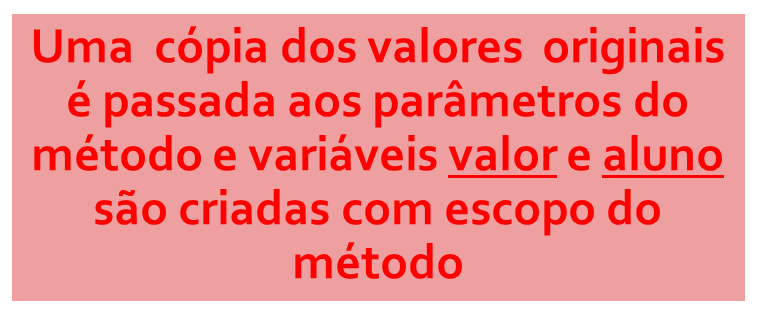 Uma cópia dos valores originais
é passada aos parâmetros do
método e variáveis valor e aluno
são criadas com escopo do
método